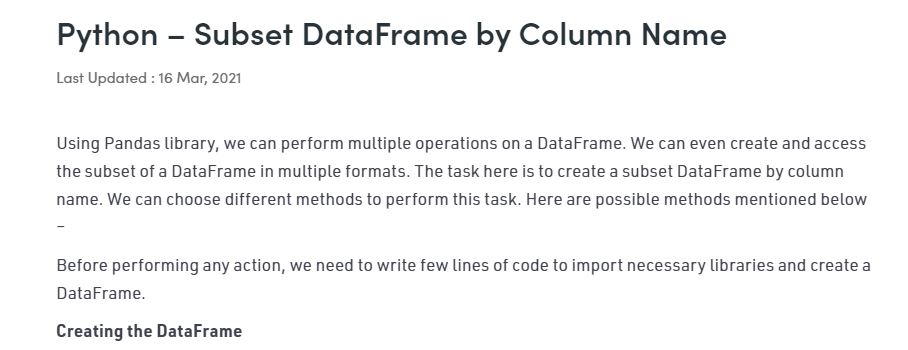 Python – Subset DataFrame by Column Name
Last Updated : 16 Mar, 2021
Using Pandas library, we can perform multiple operations on a DataFrame. We can even create and access
the subset of a DataFrame in multiple formats. The task here is to create a subset DataFrame by column
name. We can choose different methods to perform this task. Here are possible methods mentioned below
–
Before performing any action, we need to write few lines of code to import necessary libraries and create a
DataFrame.
Creating the DataFrame